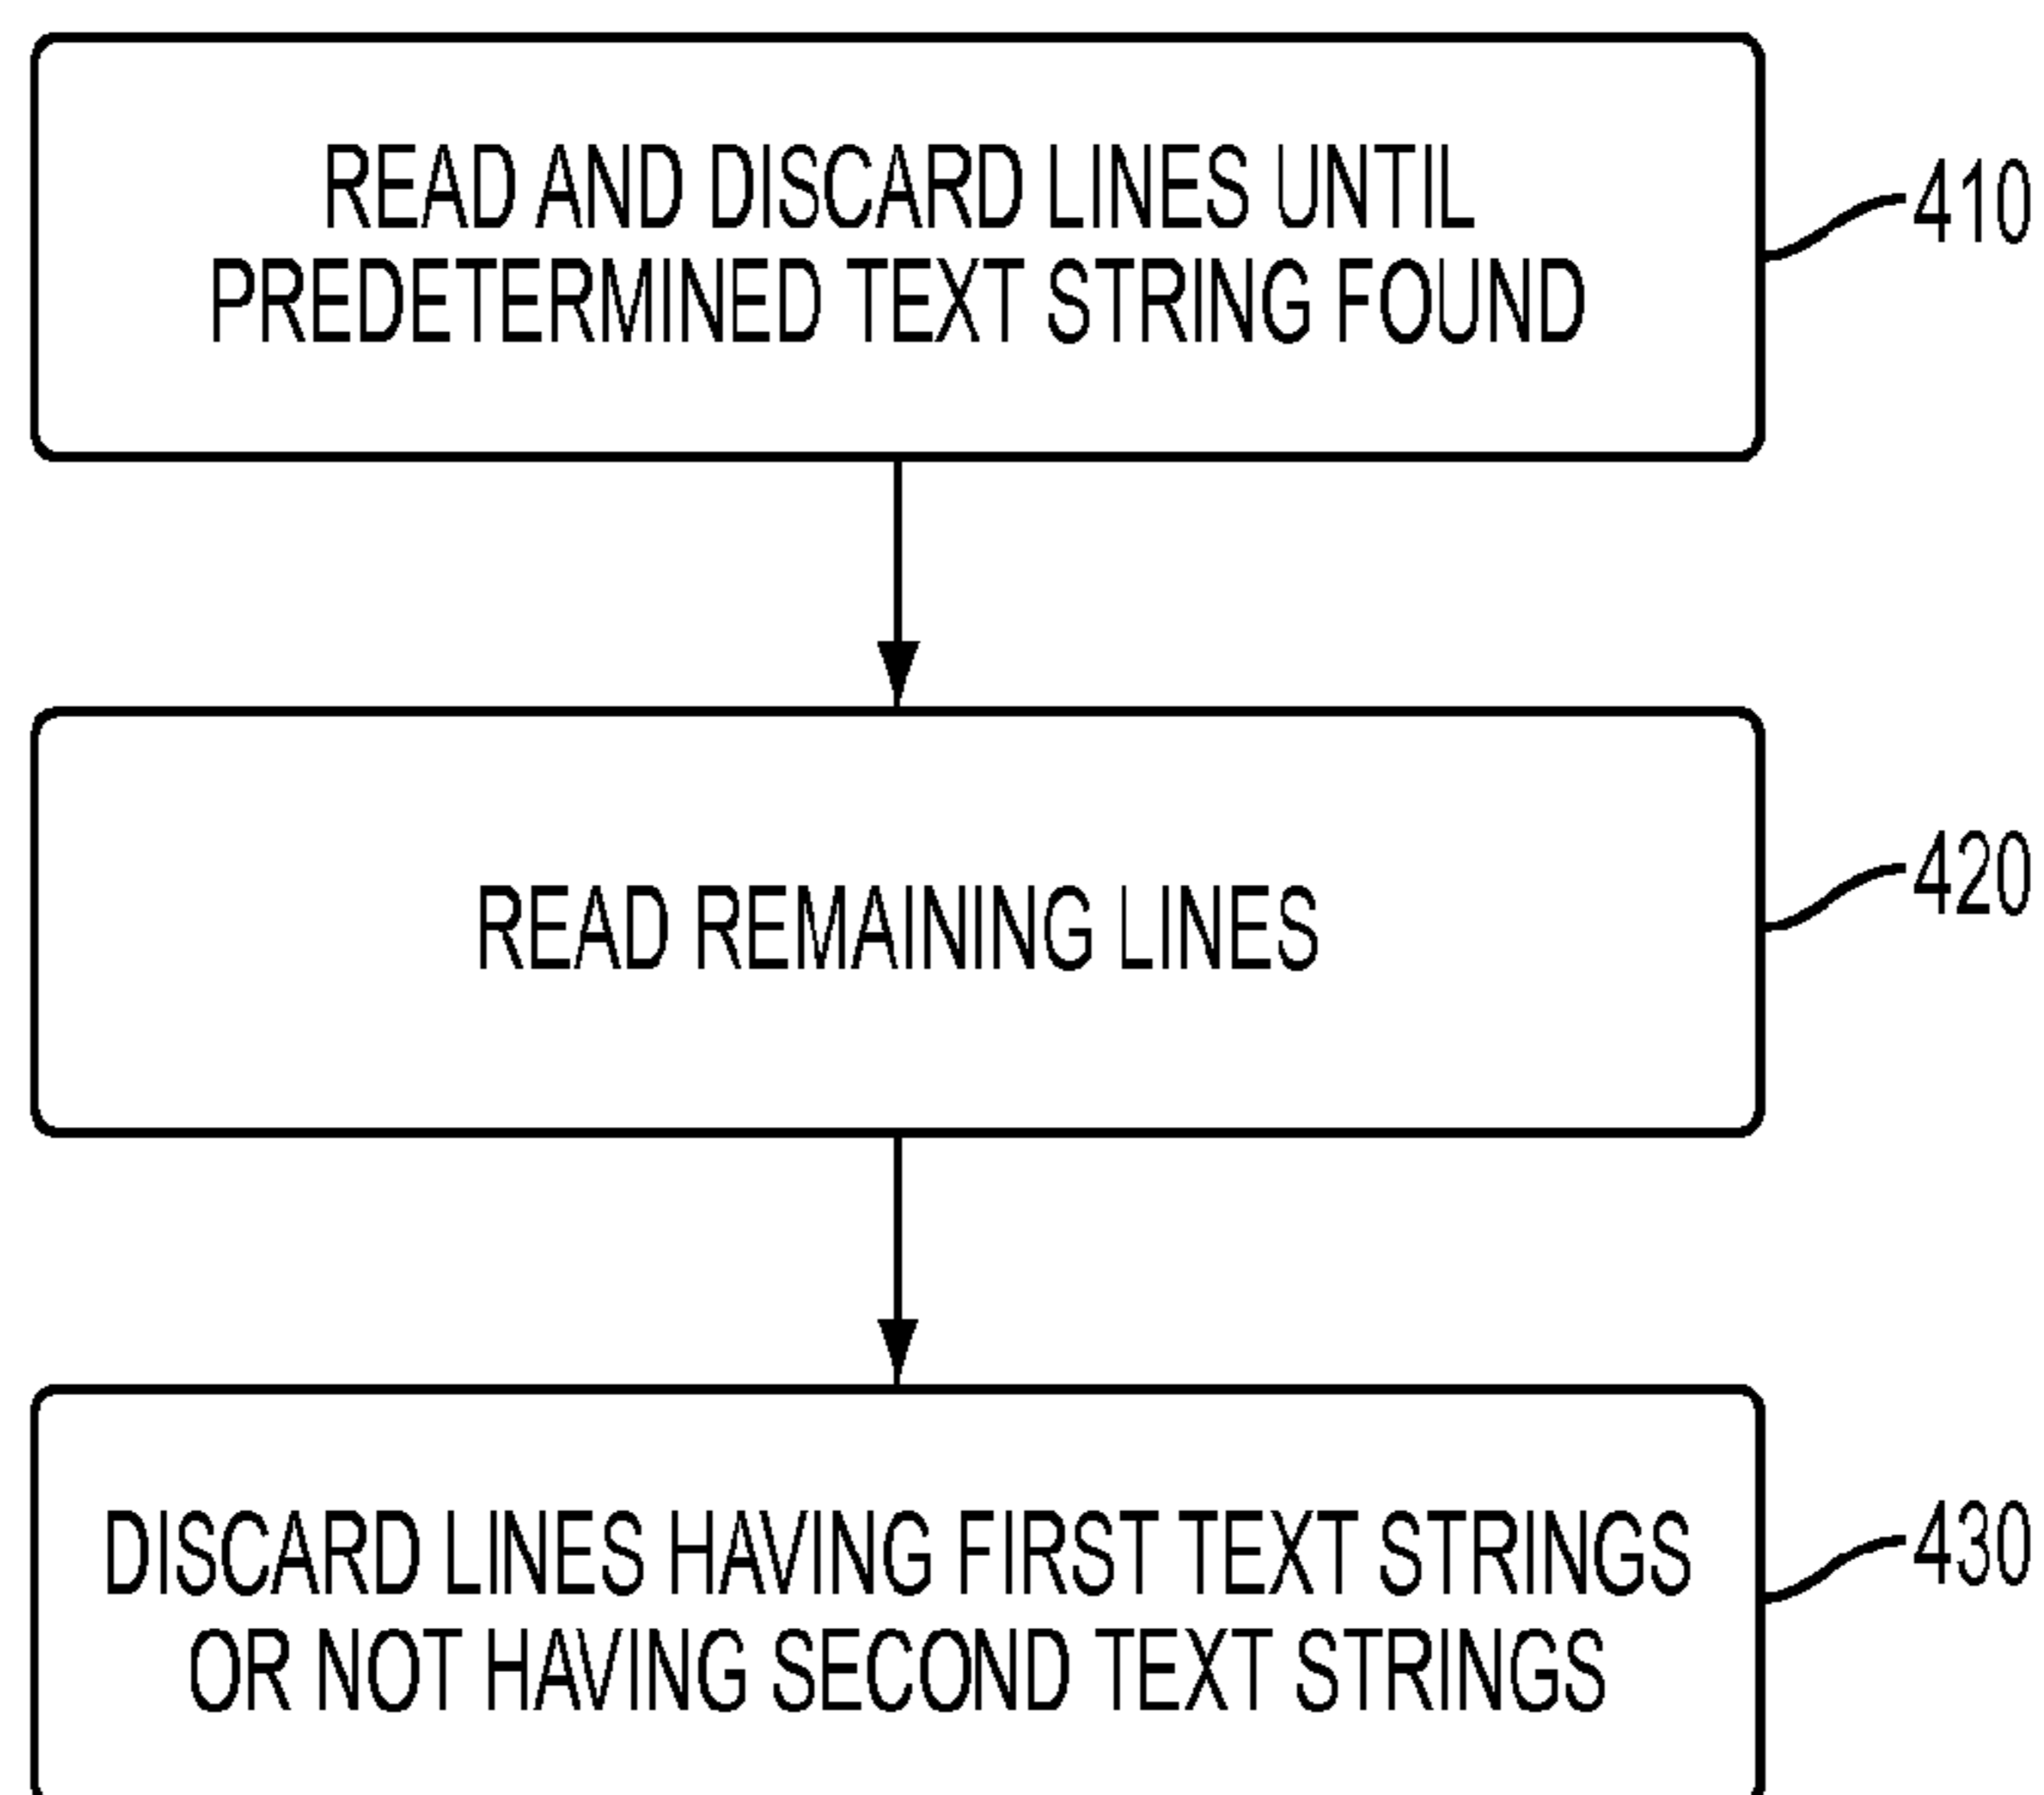 READ AND DISCARD LINES UNTIL
PREDETERMINED TEXT STRING FOUND
410
READ REMAINING LINES
420
DISCARD LINES HAVING FIRST TEXT STRINGS
OR NOT HAVING SECOND TEXT STRINGS
430